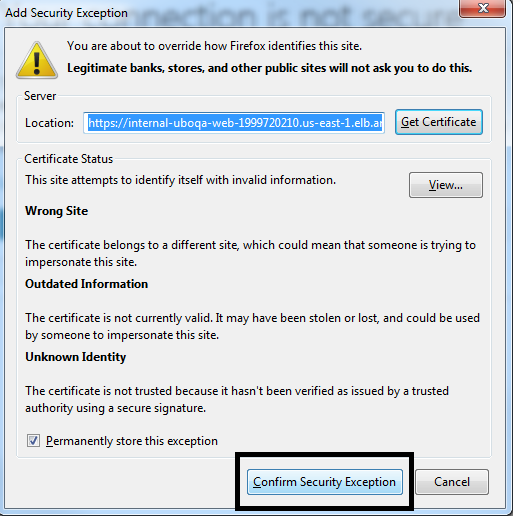 Add Security Exception
connection is not secure
You are about to override how Firefox identifies this site.
Legitimate banks, stores, and other public sites will not ask you to do this.
Server
Location:
https://internal-uboqa-web-1999720210.us-east-1.elb.
Get Certificate
Certificate Status
This site attempts to identify itself with invalid information.
View...
Wrong Site
The certificate belongs to a different site, which could mean that someone is trying to
impersonate this site.
Outdated Information
The certificate is not currently valid. It may have been stolen or lost, and could be used
by someone to impersonate this site.
Unknown Identity
The certificate is not trusted because it hasn't been verified as issued by a trusted
authority using a secure signature.
Permanently store this exception
Confirm Security Exception
Cancel